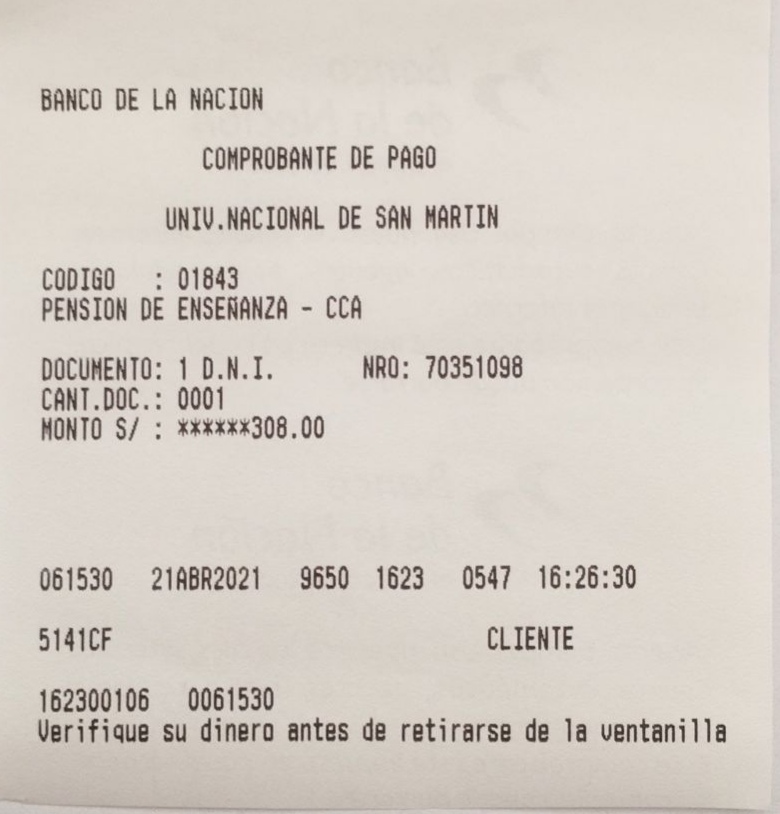 BANCO DE LA NACION
COMPROBANTE DE PAGO
UNIV.NACIONAL DE SAN MARTIN
CODIGO : 01843
PENSION DE ENSEÑANZA - CCA
DOCUMENTO: 1 D.N.I. NRO: 70351098
CANT.DOC.: 0001
MONTO S/ : ******308.00
061530 21ABR2021 9650 1623 0547 16:26:30
5141CF CLIENTE
162300106 0061530
Verifique su dinero antes de retirarse de la ventanilla